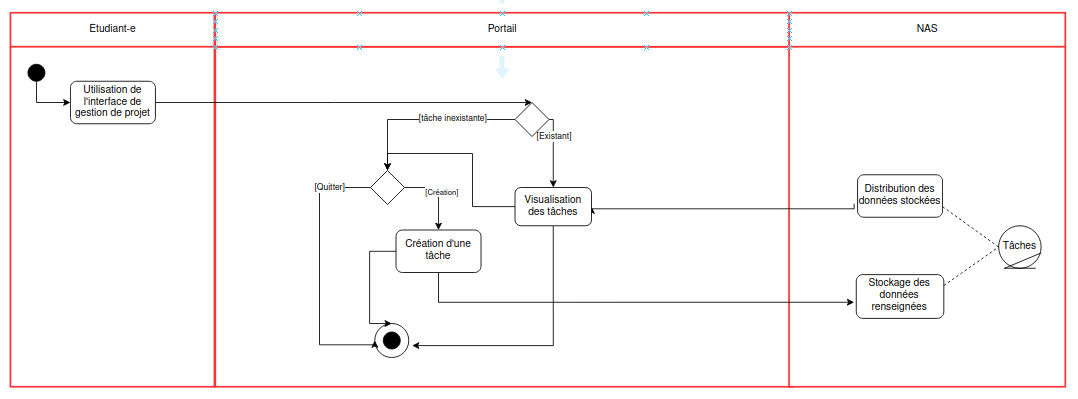 Etudiant-e
Portail
NAS
Utilisation de
l'interface de
gestion de projet
[tâche inexistante]
[Existant]
[Quitter]
[Création]
Visualisation
des tâches
Distribution des
données stockées
Création d'une
tâche
Tâches
Stockage des
données
renseignées